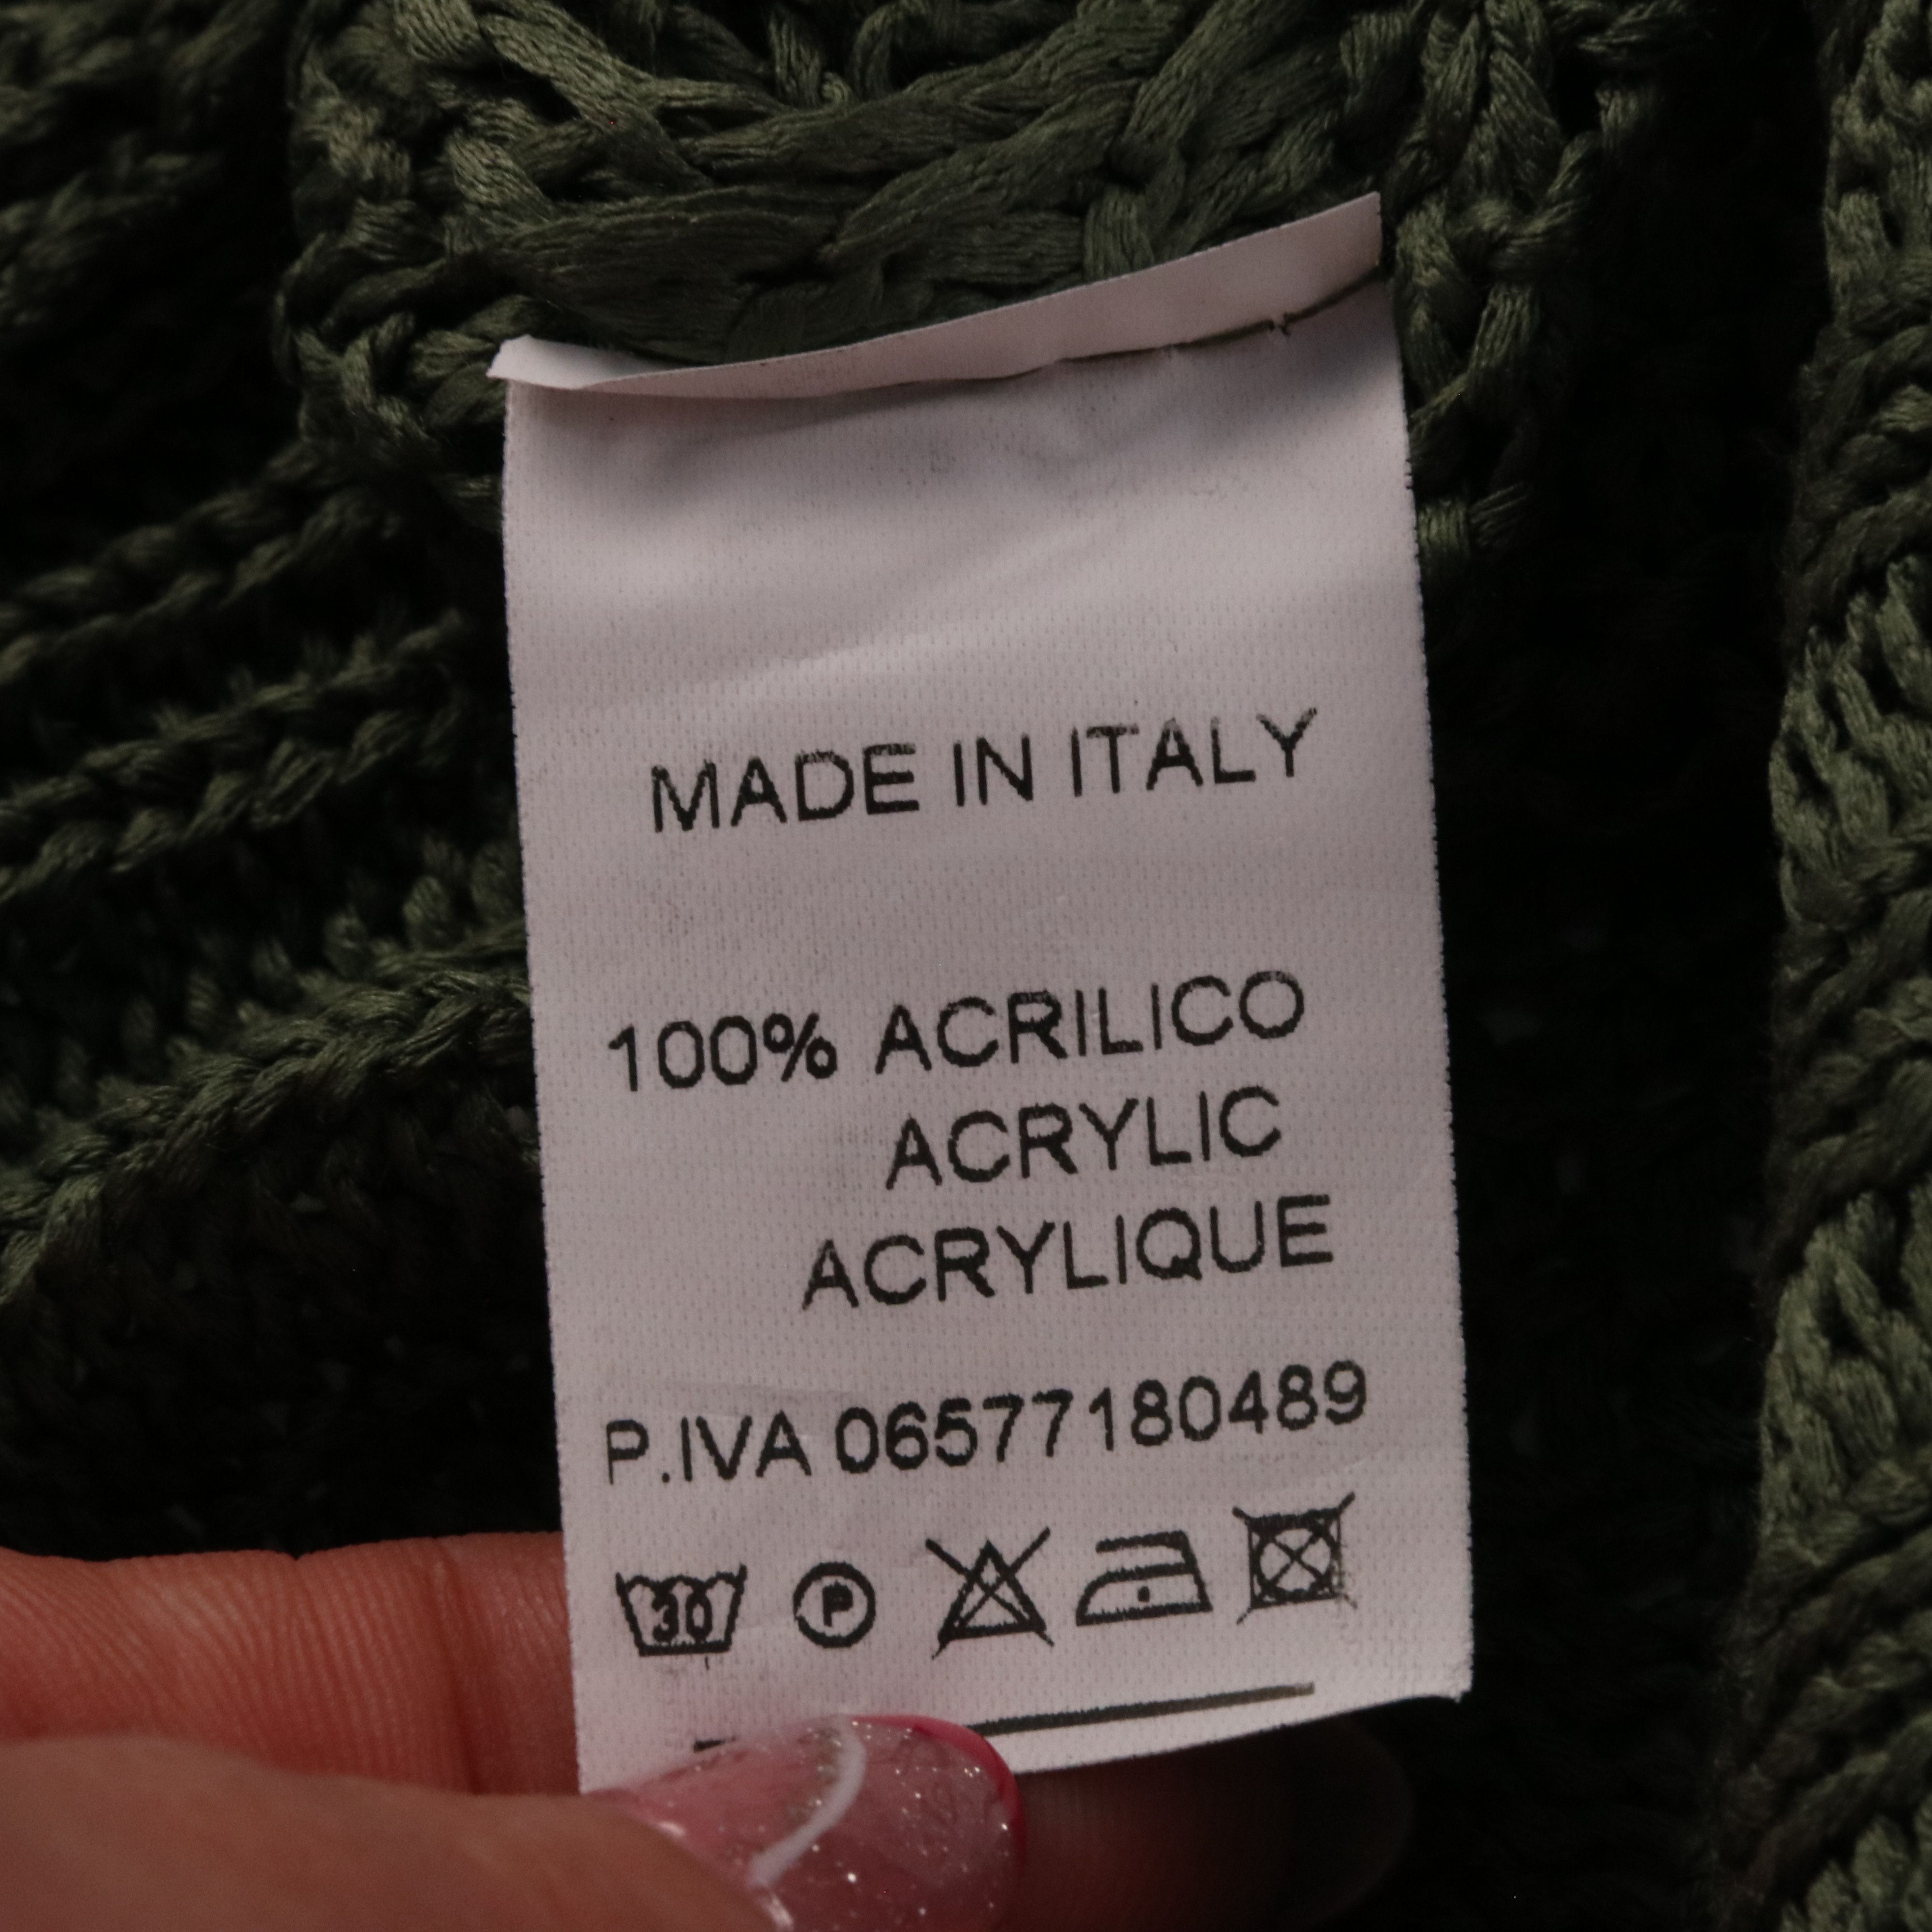 MADE IN ITALY
100% ACRILICO
ACRYLIC
ACRYLIQUE
P.IVA 06577180489
30 P